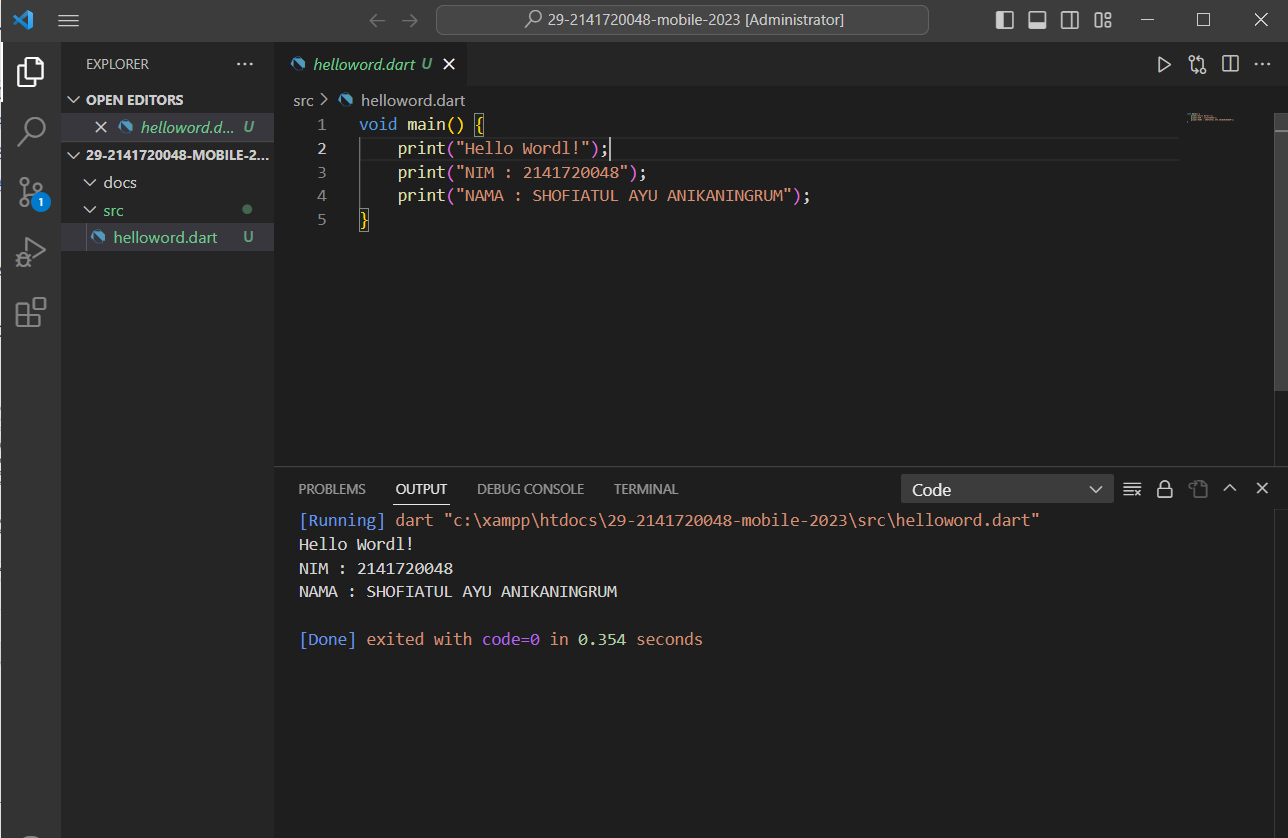 29-2141720048-mobile-2023 [Administrator]
EXPLORER ...
OPEN EDITORS
helloword.d... U
29-2141720048-MOBILE-2...
docs
src
helloword.dart U
1
helloword.dart U
src > helloword.dart
1 void main() {
2 print("Hello Wordl!");
3 print("NIM : 2141720048");
4 print("NAMA : SHOFIATUL AYU ANIKANINGRUM");
5 }
PROBLEMS OUTPUT DEBUG CONSOLE TERMINAL Code
[Running] dart "c:\xampp\htdocs\29-2141720048-mobile-2023\src\helloword.dart"
Hello Wordl!
NIM : 2141720048
NAMA : SHOFIATUL AYU ANIKANINGRUM
[Done] exited with code=0 in 0.354 seconds